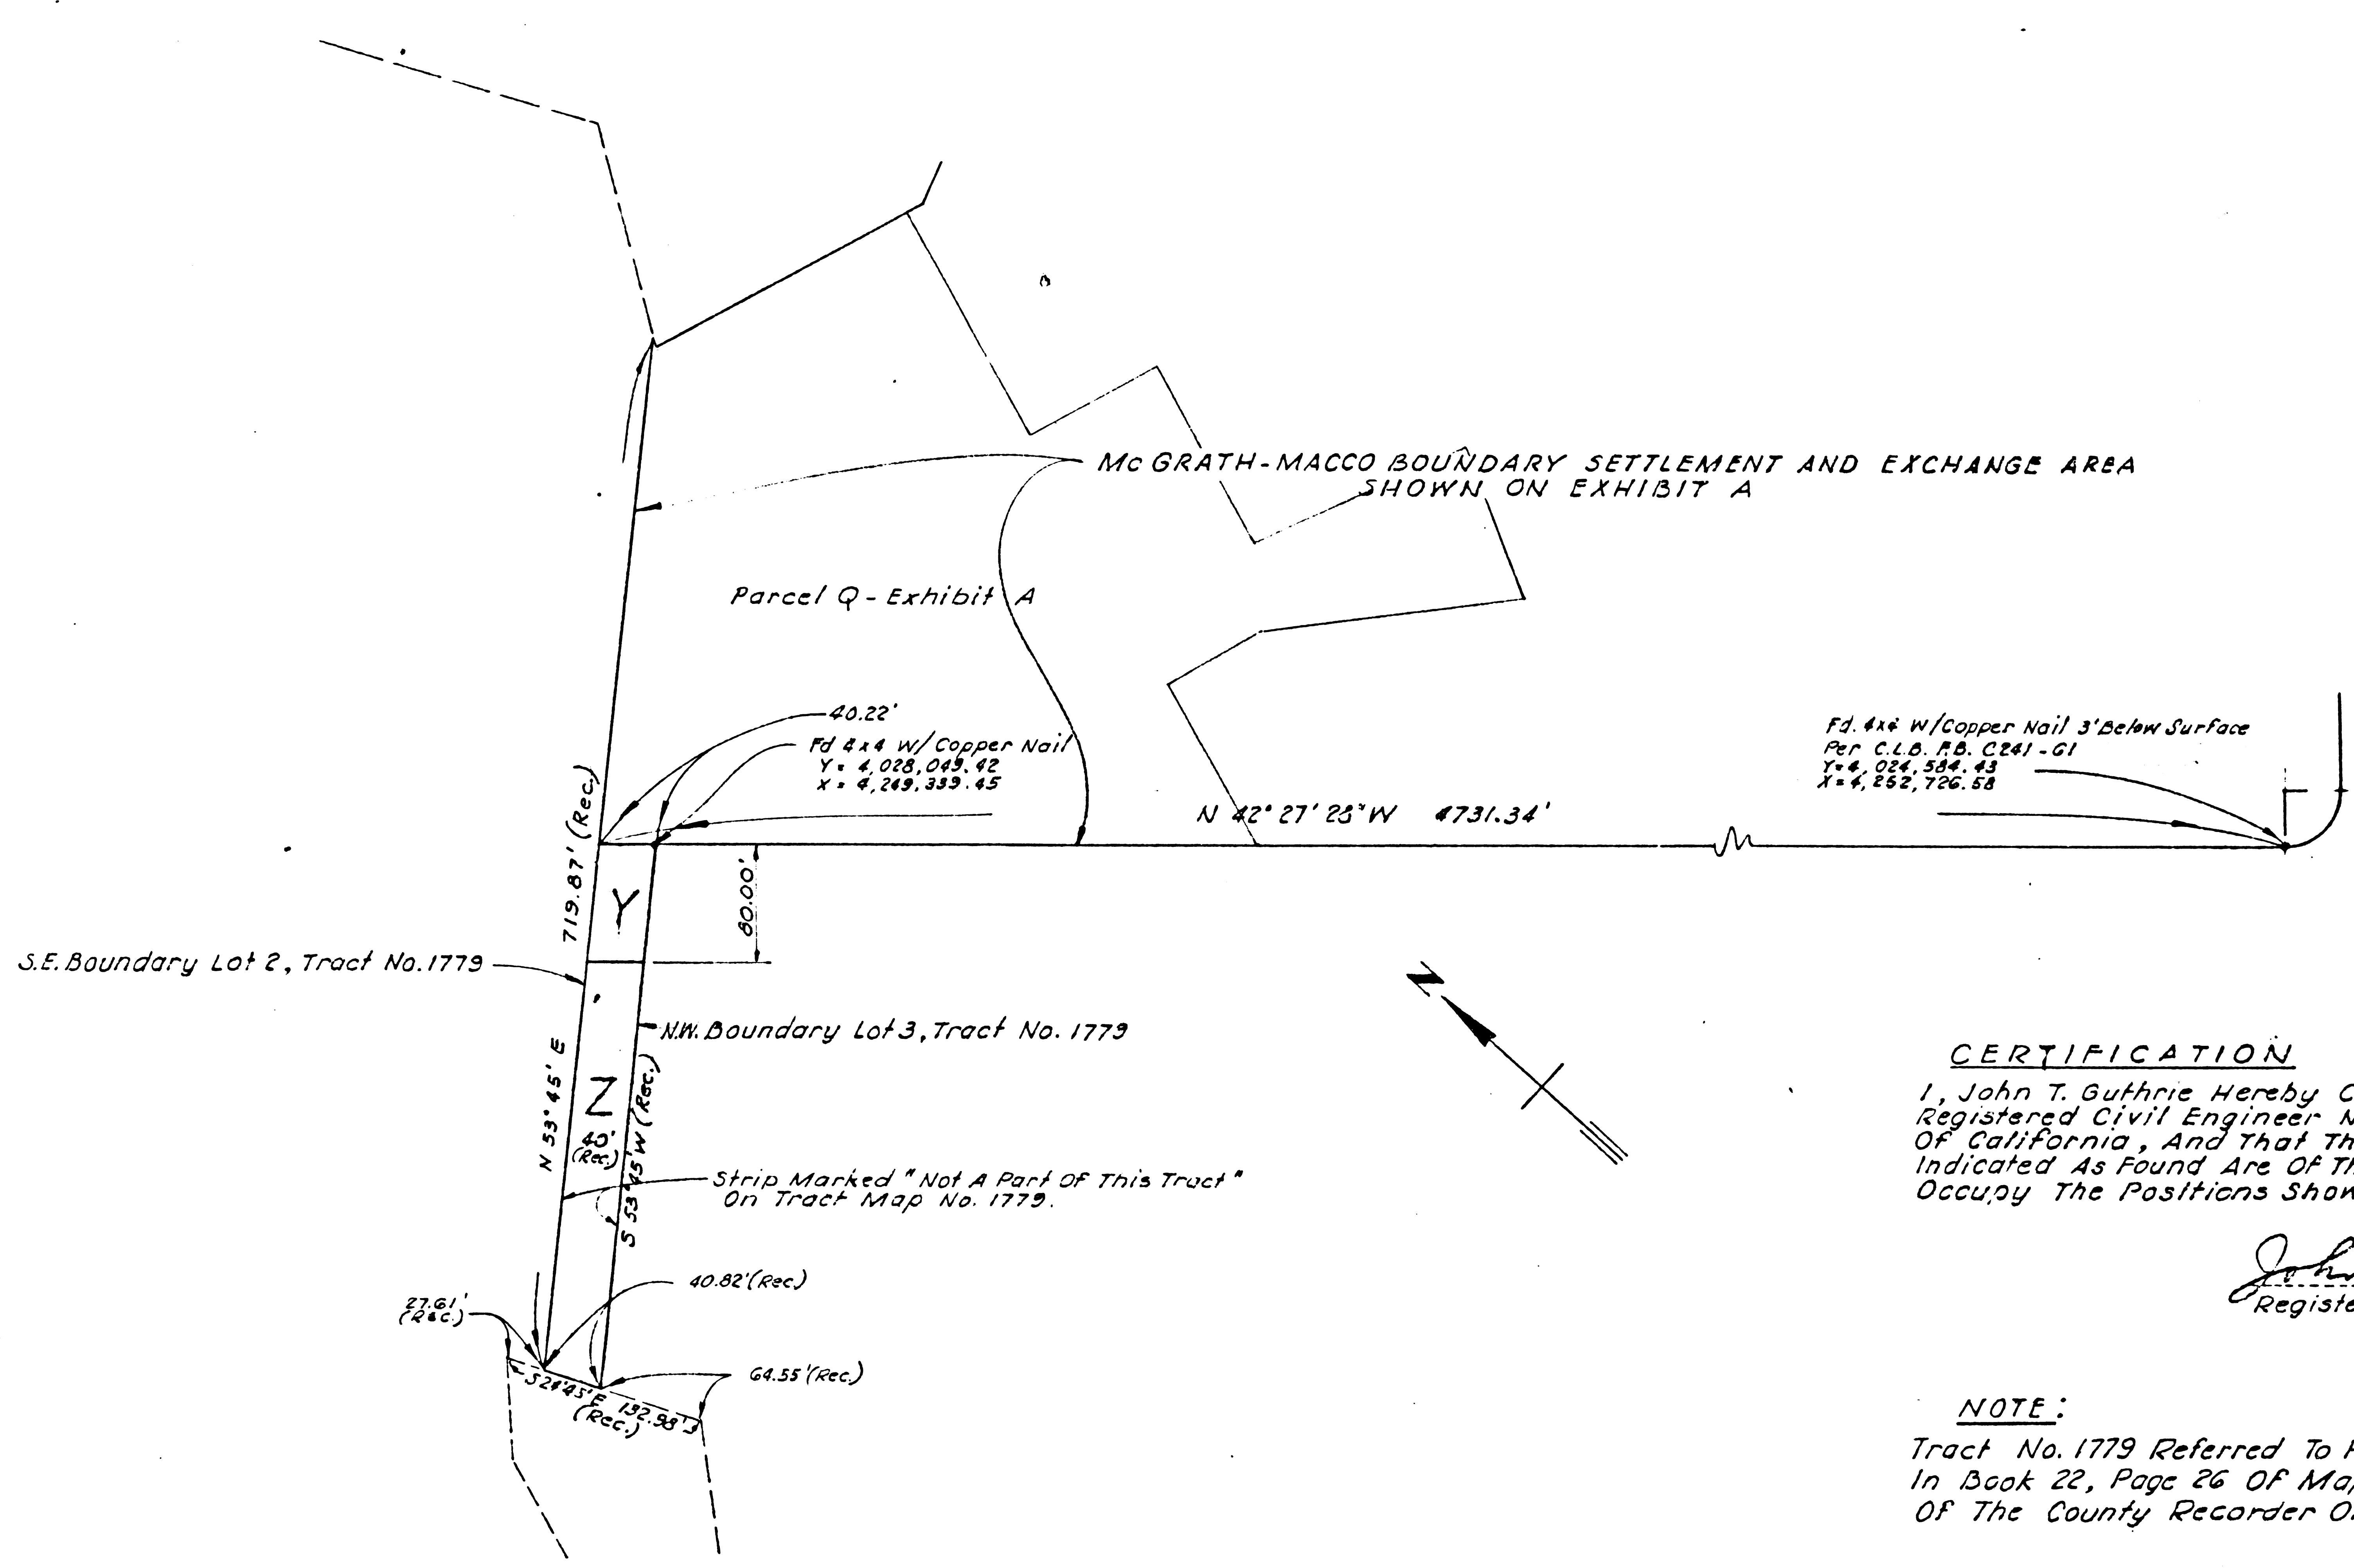 Mc GRATH-MACCO BOUNDARY SETTLEMENT AND EXCHANGE AREA
SHOWN ON EXHIBIT A
Parcel Q - Exhibit A
40.22'
Fd 4x4 W/Copper Nail
Y = 4,028,049.42
X = 4,249,339.45
Fd. 4x4 W/Copper Nail 3' Below Surface
Per C.L.B. F.B. C241-61
Y=4,024,584.43
X=4,252,726.58
N 42° 27' 28" W 4731.34'
719.87' (Rec.)
Y
80.00'
S.E. Boundary Lot 2, Tract No. 1779
N
N.W. Boundary Lot 3, Tract No. 1779
N 53° 45' E
Z
40'
(Rec.)
S 53° 45' W (Rec.)
Strip Marked "Not A Part Of This Tract"
On Tract Map No. 1779.
40.82' (Rec.)
27.61'
(Rec.)
64.55' (Rec.)
S 24° 45' E 132.98'
(Rec.)
CERTIFICATION
I, John T. Guthrie Hereby C
Registered Civil Engineer N
Of California, And That Th
Indicated As Found Are Of Th
Occupy The Positions Show
John
Registe
NOTE:
Tract No. 1779 Referred To H
In Book 22, Page 26 Of Map
Of The County Recorder O